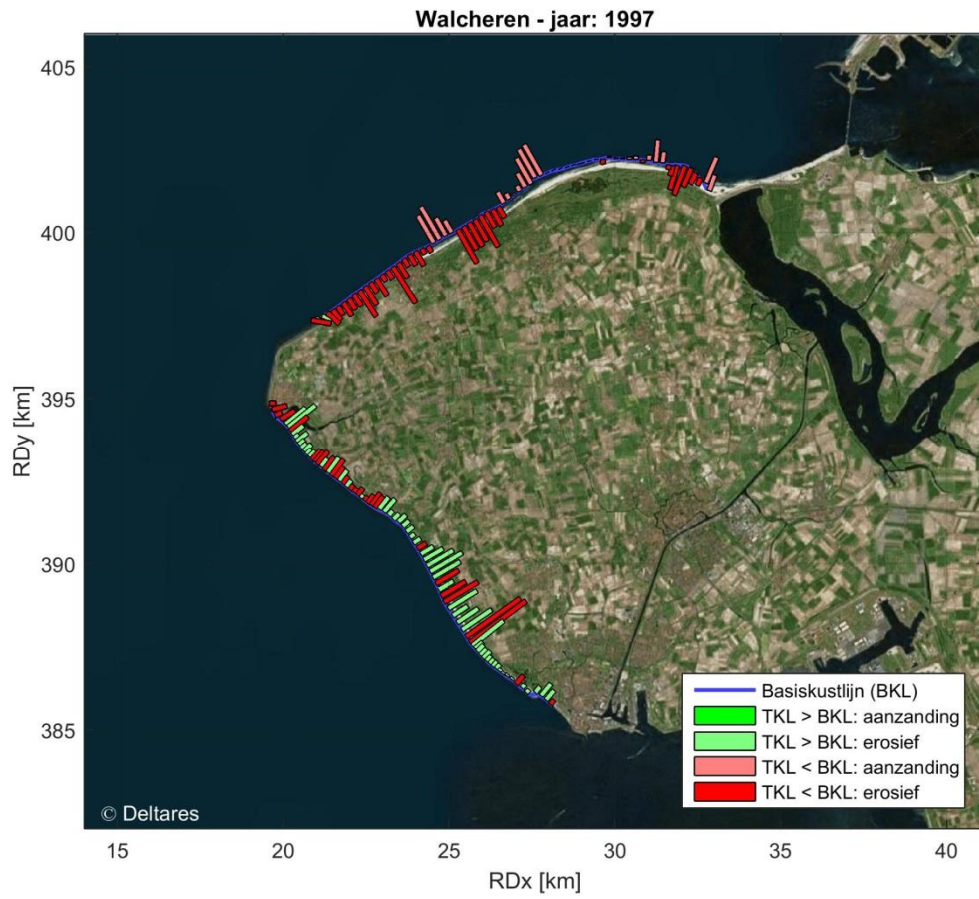 Walcheren - jaar: 1997
405
400
395
390
385
RDy [km]
Basiskustlijn (BKL)
TKL > BKL: aanzanding
TKL > BKL: erosief
TKL < BKL: aanzanding
TKL < BKL: erosief
© Deltares
15 20 25 30 35 40
RDx [km]